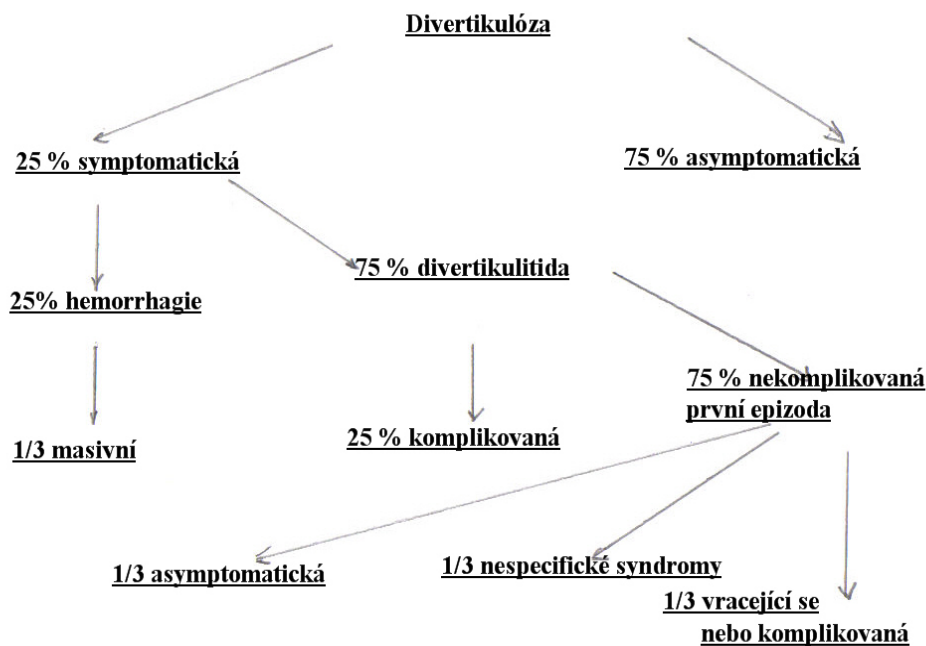 Divertikulóza
25 % symptomatická
75 % asymptomatická
75 % divertikulitida
25% hemorrhagie
75 % nekomplikovaná
první epizoda
25 % komplikovaná
1/3 masivní
1/3 asymptomatická
1/3 nespecifické syndromy
1/3 vracející se
nebo komplikovaná